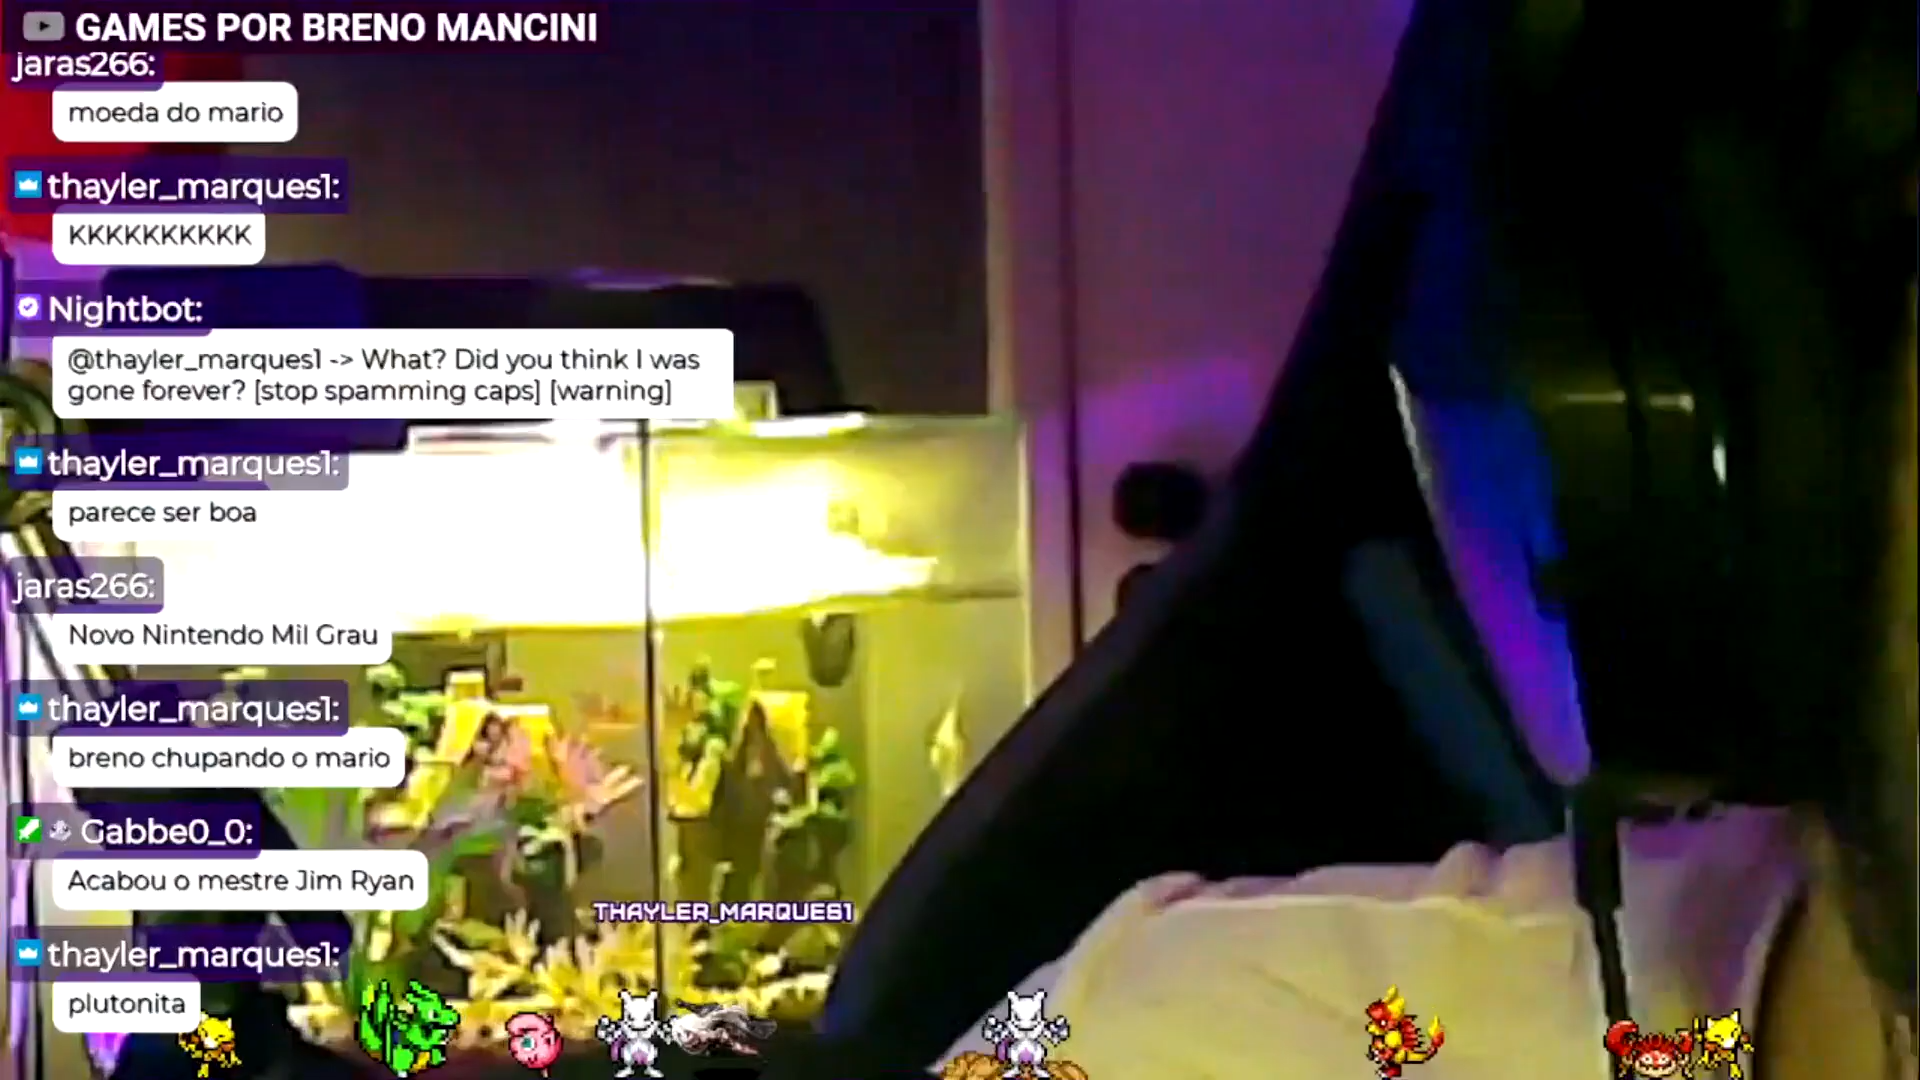 GAMES POR BRENO MANCINI
jaras266:
moeda do mario
thayler_marques1:
KKKKKKKKKK
Nightbot:
@thayler_marques1 -> What? Did you think I was
gone forever? [stop spamming caps] [warning]
thayler_marques1:
parece ser boa
jaras266:
Novo Nintendo Mil Grau
thayler_marques1:
breno chupando o mario
Gabbe0_0:
Acabou o mestre Jim Ryan
THAYLER_MARQUES1
thayler_marques1:
plutonita